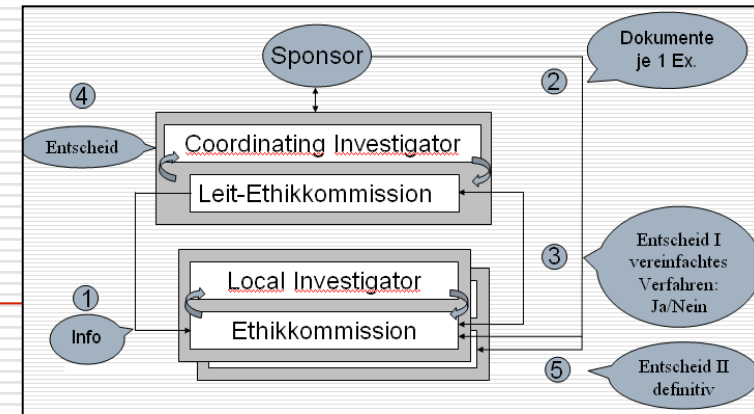 Sponsor
Dokumente
je 1 Ex.
2
4
Entscheid
Coordinating Investigator
Leit-Ethikkommission
3
Entscheid I
vereinfachtes
Verfahren:
Ja/Nein
1
Info
Local Investigator
Ethikkommission
5
Entscheid II
definitiv